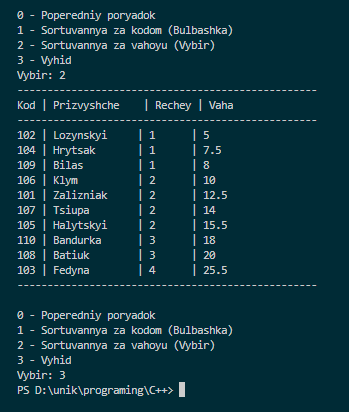 0 - Poperedniy poryadok
1 - Sortuvannya za kodom (Bulbashka)
2 - Sortuvannya za vahoyu (Vybir)
3 - Vyhid
Vybir: 2
--------------------------------------------------
Kod | Prizvyshche    | Rechey | Vaha
--------------------------------------------------
102 | Lozynskyi     | 1      | 5
104 | Hrytsak       | 1      | 7.5
109 | Bilas         | 1      | 8
106 | Klym          | 2      | 10
101 | Zalizniak     | 2      | 12.5
107 | Tsiupa        | 2      | 14
105 | Halytskyi     | 2      | 15.5
110 | Bandurka      | 3      | 18
108 | Batiuk        | 3      | 20
103 | Fedyna        | 4      | 25.5
--------------------------------------------------
0 - Poperedniy poryadok
1 - Sortuvannya za kodom (Bulbashka)
2 - Sortuvannya za vahoyu (Vybir)
3 - Vyhid
Vybir: 3
PS D:\unik\programing\C++>